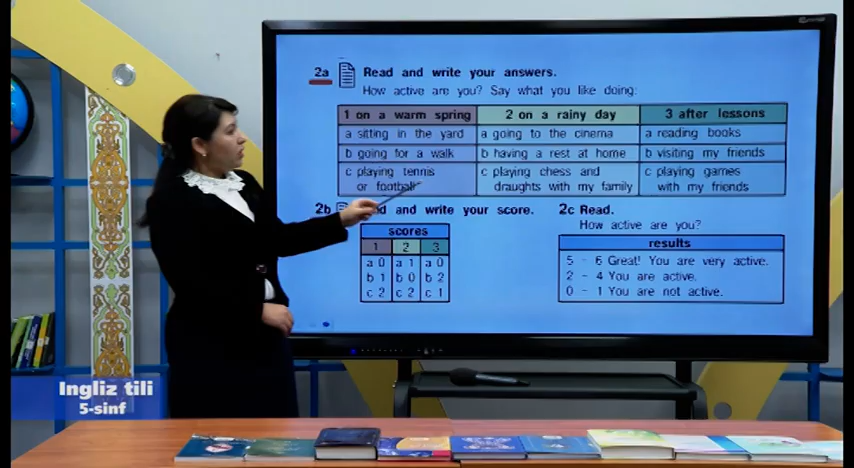 2a Read and write your answers.
How active are you? Say what you like doing:
1 on a warm spring 2 on a rainy day 3 after lessons
a sitting in the yard a going to the cinema a reading books
b going for a walk b having a rest at home b visiting my friends
c playing tennis c playing chess and c playing games
or football draughts with my family with my friends
2b and write your score. 2c Read.
How active are you?
scores
1 2 3
a 0 a 1 a 0
b 1 b 0 b 2
c 2 c 2 c 1
results
5 - 6 Great! You are very active.
2 - 4 You are active.
0 - 1 You are not active.
Ingliz tili
5-sinf